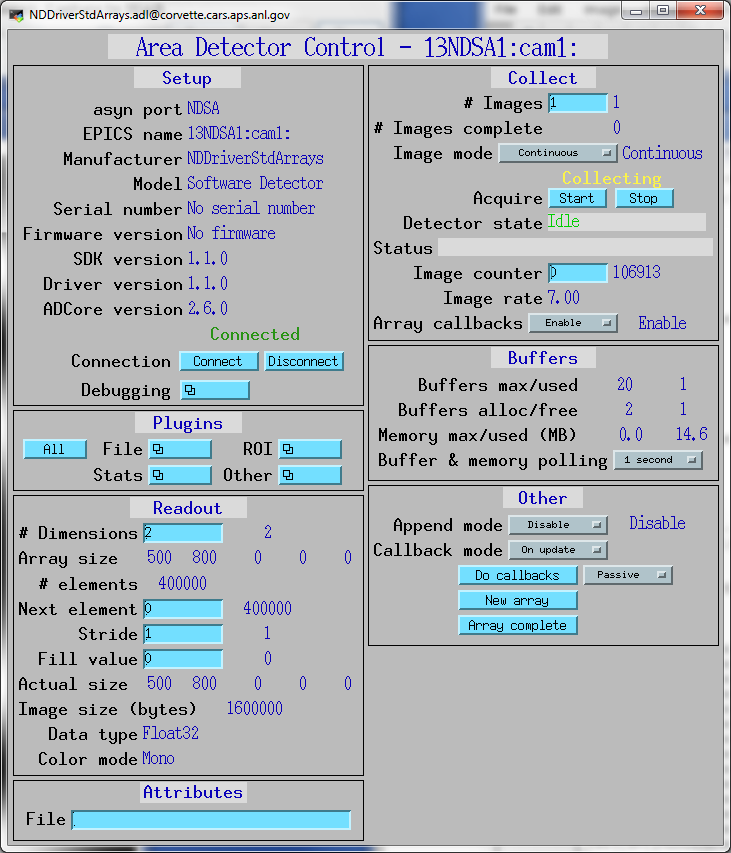 NDDriverStdArrays.adl@corvette.cars.aps.anl.gov
Area Detector Control - 13NDSA1:cam1:
Setup
asyn port NDSA
EPICS name 13NDSA1:cam1:
Manufacturer NDDriverStdArrays
Model Software Detector
Serial number No serial number
Firmware version No firmware
SDK version 1.1.0
Driver version 1.1.0
ADCore version 2.6.0
Connected
Connection Connect Disconnect
Debugging
Plugins
All File ROI
Stats Other
Readout
# Dimensions 2 2
Array size 500 800 0 0 0
# elements 400000
Next element 0 400000
Stride 1 1
Fill value 0 0
Actual size 500 800 0 0 0
Image size (bytes) 1600000
Data type Float32
Color mode Mono
Attributes
File
Collect
# Images 1 1
# Images complete 0
Image mode Continuous Continuous
Collecting
Acquire Start Stop
Detector state Idle
Status
Image counter 0 106913
Image rate 7.00
Array callbacks Enable Enable
Buffers
Buffers max/used 20 1
Buffers alloc/free 2 1
Memory max/used (MB) 0.0 14.6
Buffer & memory polling 1 second
Other
Append mode Disable Disable
Callback mode On update
Do callbacks Passive
New array
Array complete